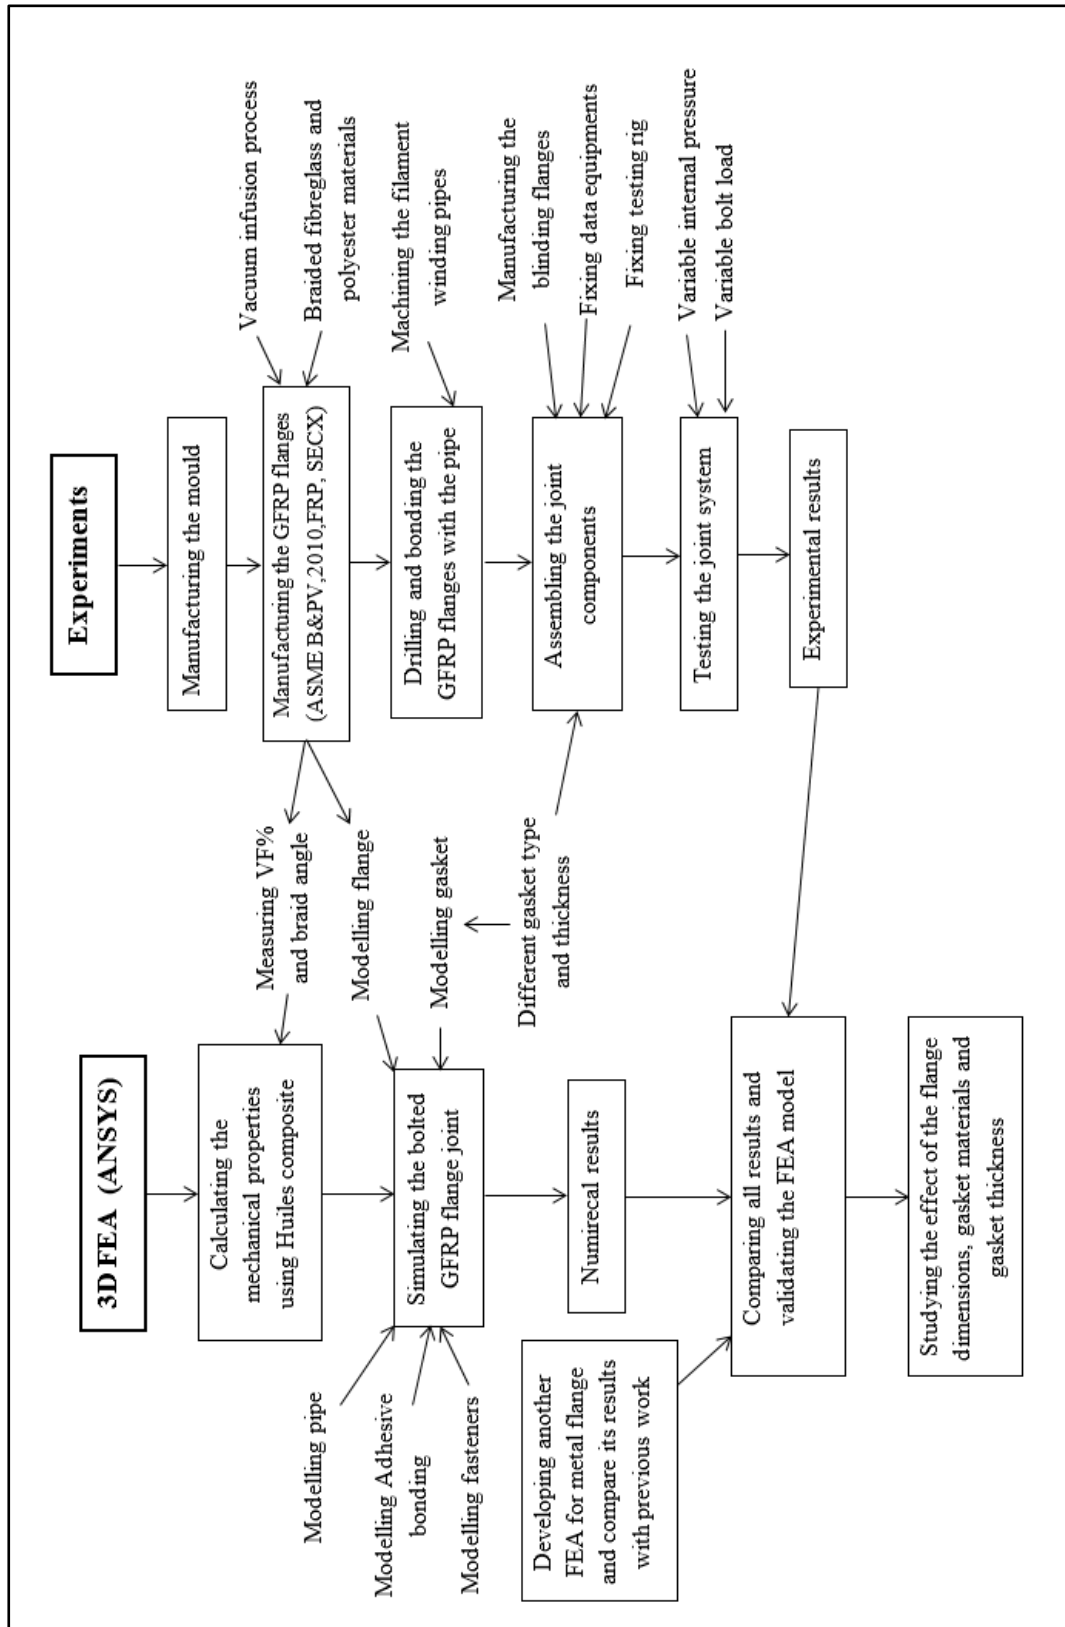 3D FEA (ANSYS)
Experiments
Calculating the
mechanical properties
using Huiles composite
Measuring VF%
and braid angle
Manufacturing the mould
Manufacturing the GFRP flanges
(ASME B&PV,2010,FRP, SECX)
Vacuum infusion process
Braided fibreglass and
polyester materials
Modelling pipe
Modelling Adhesive
bonding
Modelling fasteners
Simulating the bolted
GFRP flange joint
Modelling flange
Modelling gasket
Drilling and bonding the
GFRP flanges with the pipe
Machining the filament
winding pipes
Different gasket type
and thickness
Assembling the joint
components
Manufacturing the
blinding flanges
Fixing data equipments
Fixing testing rig
Developing another
FEA for metal flange
and compare its results
with previous work
Numirecal results
Testing the joint system
Variable internal pressure
Variable bolt load
Comparing all results and
validating the FEA model
Experimental results
Studying the effect of the flange
dimensions, gasket materials and
gasket thickness